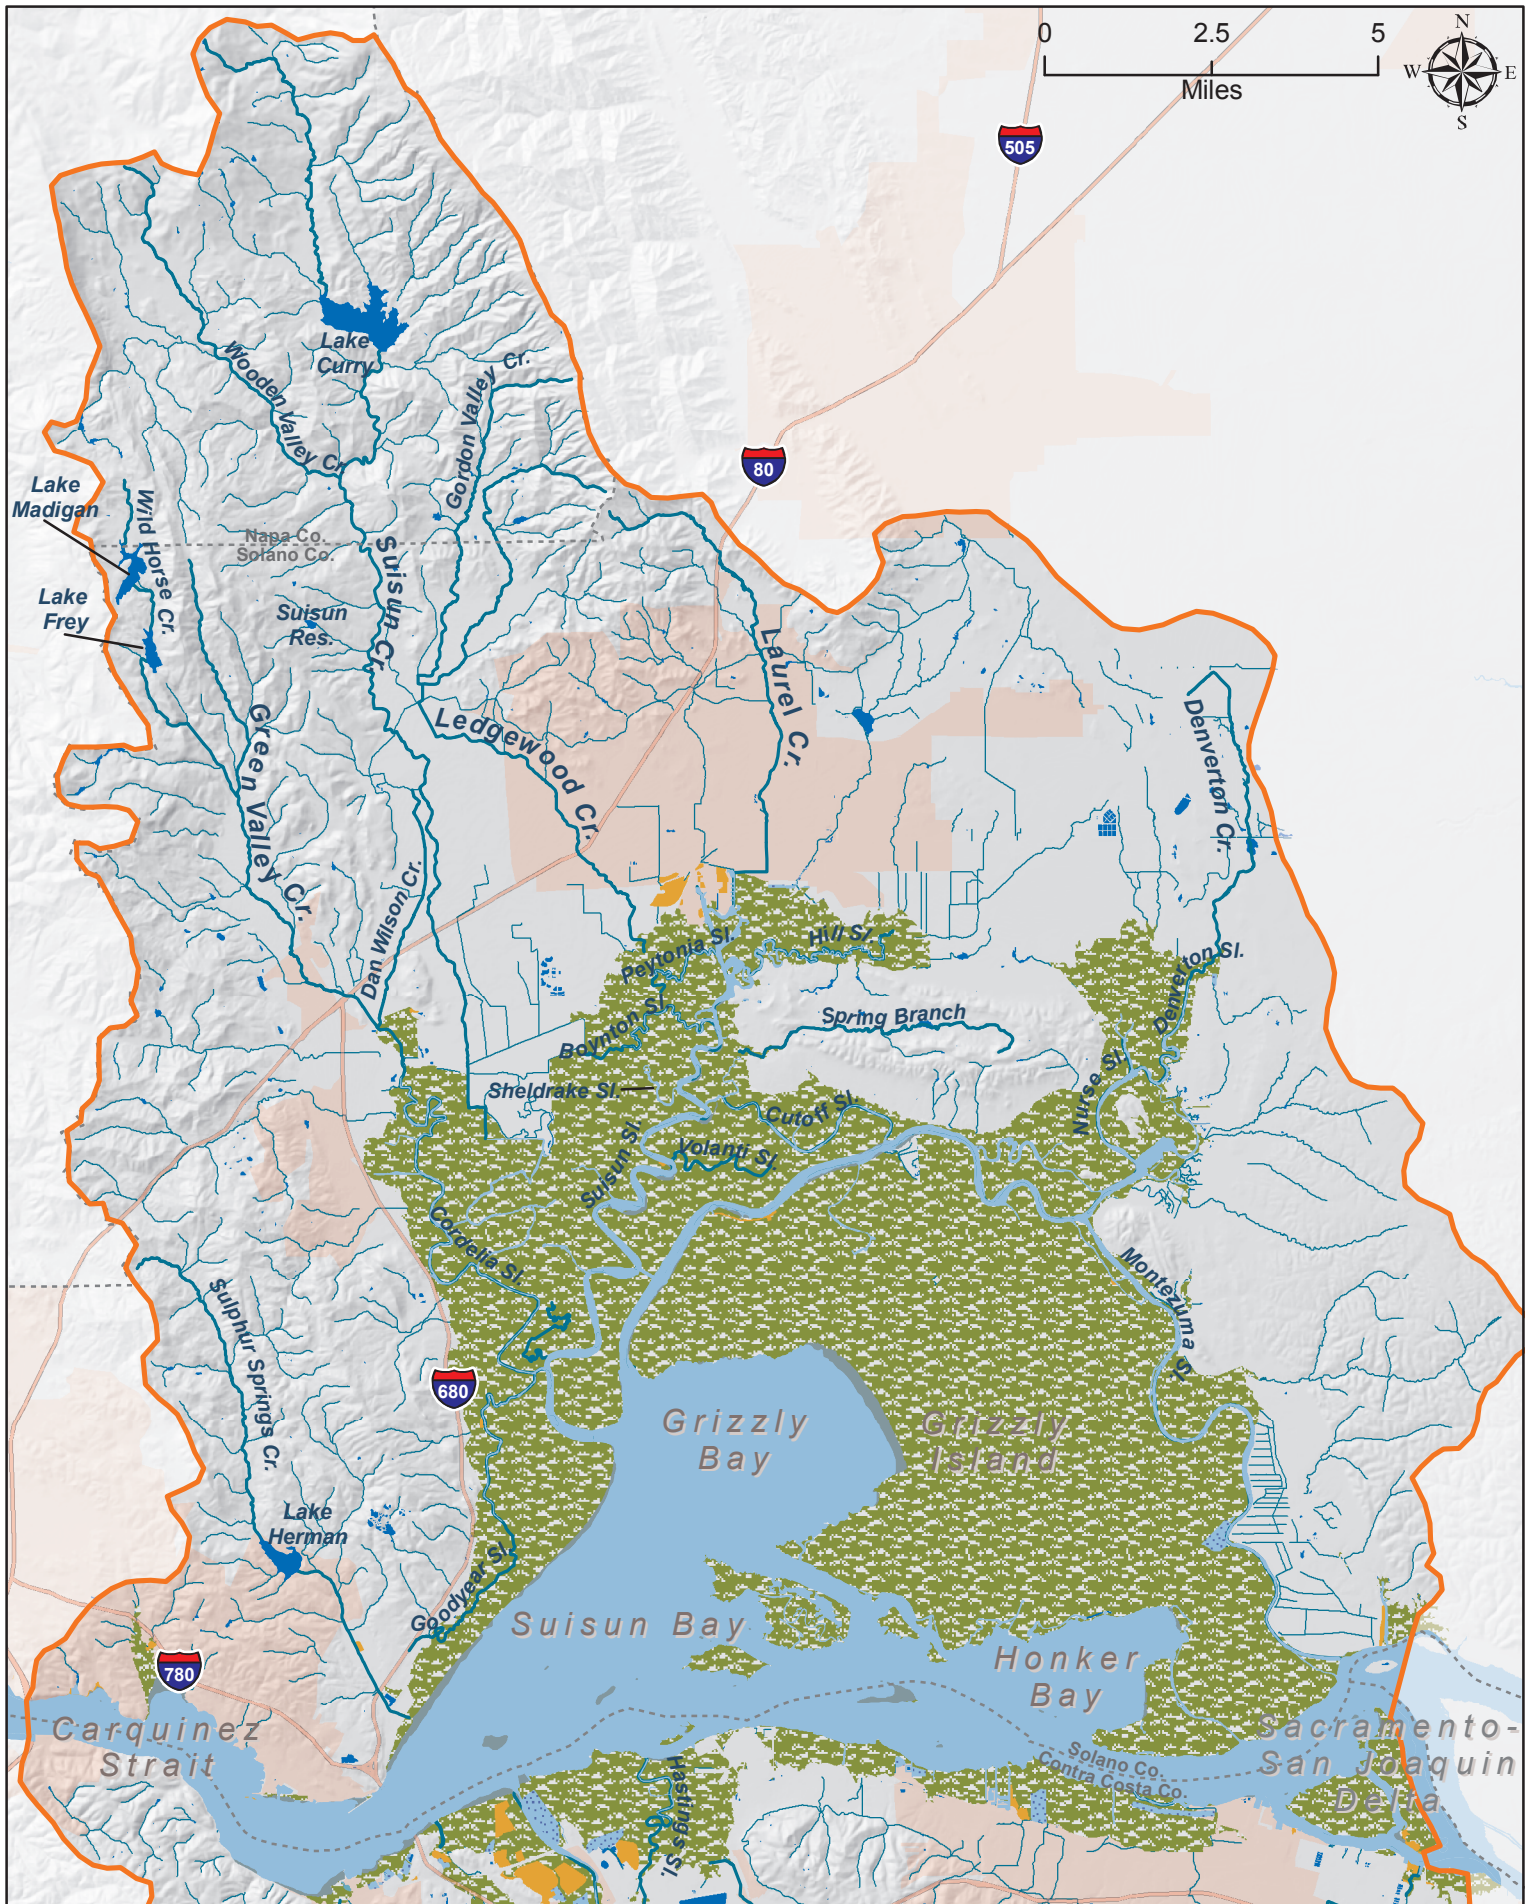 0 2.5 5
Miles
N
W E
S
505
Lake
Curry
Wooden Valley Cr.
Gordon Valley Cr.
80
Lake
Madigan
Wild Horse Cr.
Napa Co.
Solano Co.
Suisun Cr.
Lake
Frey
Suisun
Res.
Laurel Cr.
Ledgewood Cr.
Green Valley Cr.
Denverton Cr.
Dan Wilson Cr.
Peytonia Sl.
Hill Sl.
Denverton Sl.
Boynton Sl.
Spring Branch
Sheldrake Sl.
Nurse Sl.
Cutoff Sl.
Volanti Sl.
Suisun Sl.
Cordelia Sl.
Montezuma Sl.
Sulphur Springs Cr.
680
Grizzly
Bay
Grizzly
Island
Lake
Herman
Goodyear Sl.
Suisun Bay
780
Honker
Bay
Carquinez
Strait
Sacramento-
San Joaquin
Delta
Solano Co.
Contra Costa Co.
Hastings Sl.